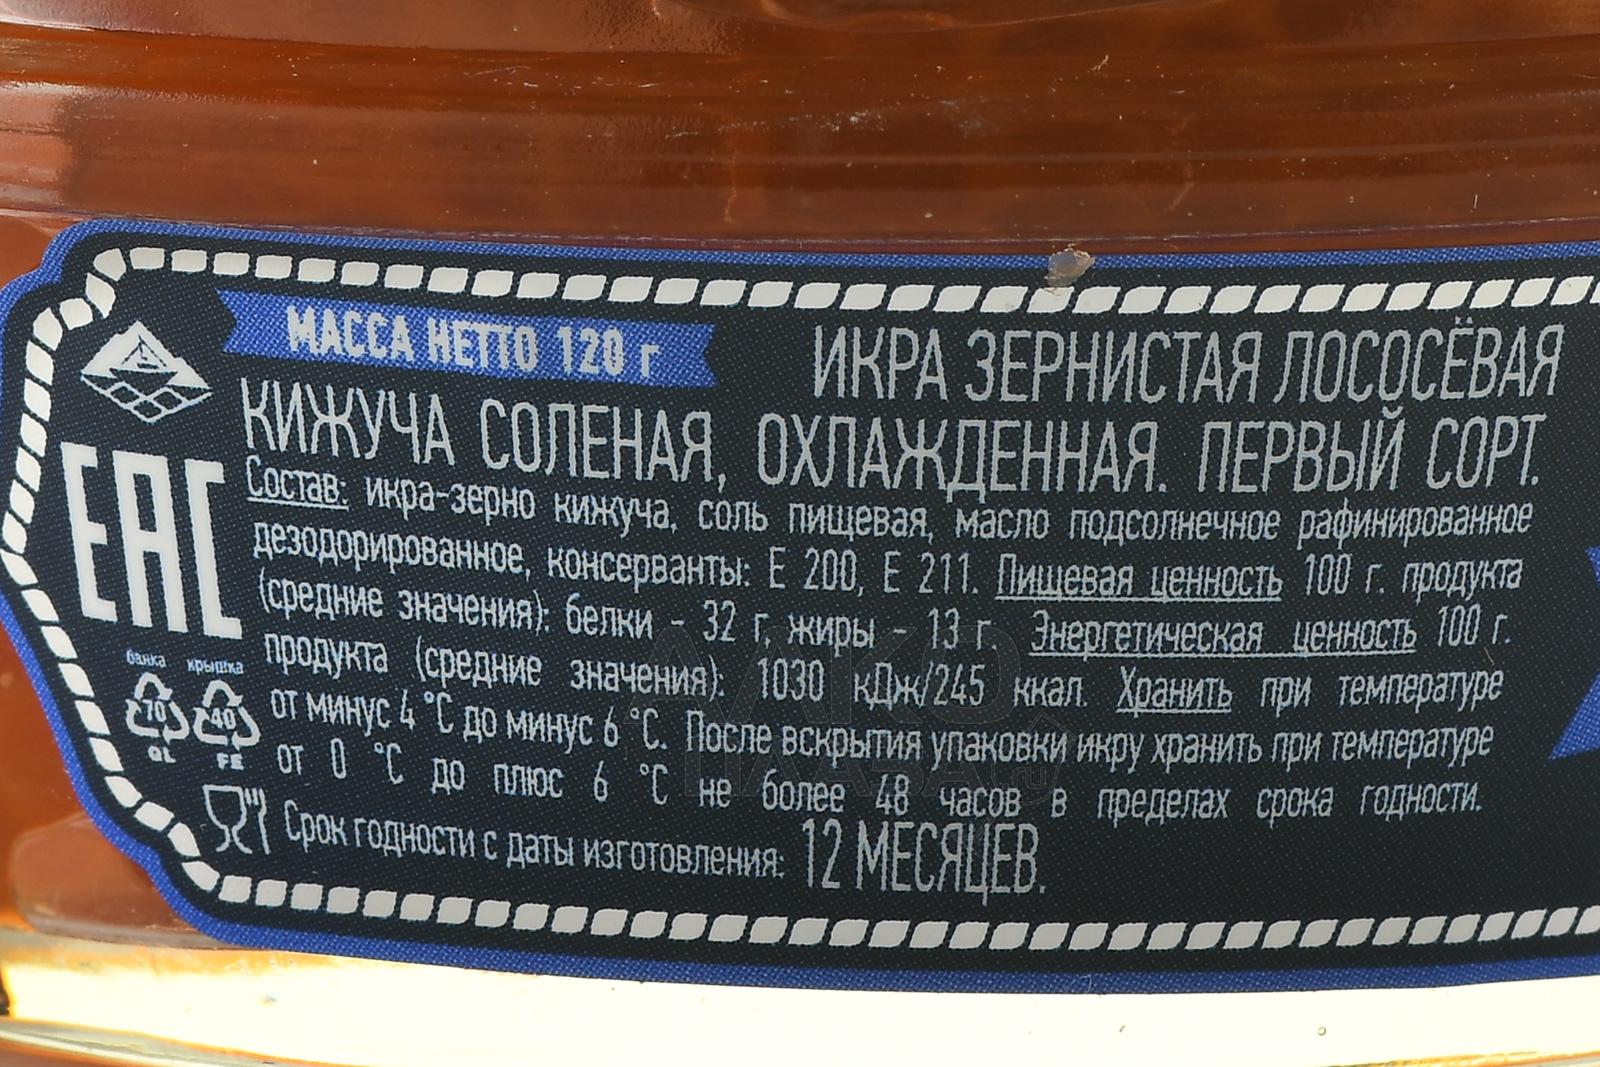 МАССА НЕТТО 120 г
ИКРА ЗЕРНИСТАЯ ЛОСОСЁВАЯ
КИЖУЧА СОЛЕНАЯ, ОХЛАЖДЕННАЯ. ПЕРВЫЙ СОРТ.
EAC
Состав: икра-зерно кижуча, соль пищевая, масло подсолнечное рафинированное
дезодорированное, консерванты: Е 200, Е 211. Пищевая ценность 100 г. продукта
(средние значения): белки - 32 г, жиры - 13 г. Энергетическая ценность 100 г.
продукта (средние значения): 1030 кДж/245 ккал. Хранить при температуре
от минус 4 °С до минус 6 °С. После вскрытия упаковки икру хранить при температуре
от 0 °С до плюс 6 °С не более 48 часов в пределах срока годности.
Срок годности с даты изготовления: 12 МЕСЯЦЕВ.
банка крышка
70 40
GL FE
АЛКО
ПЛАЗА.ru